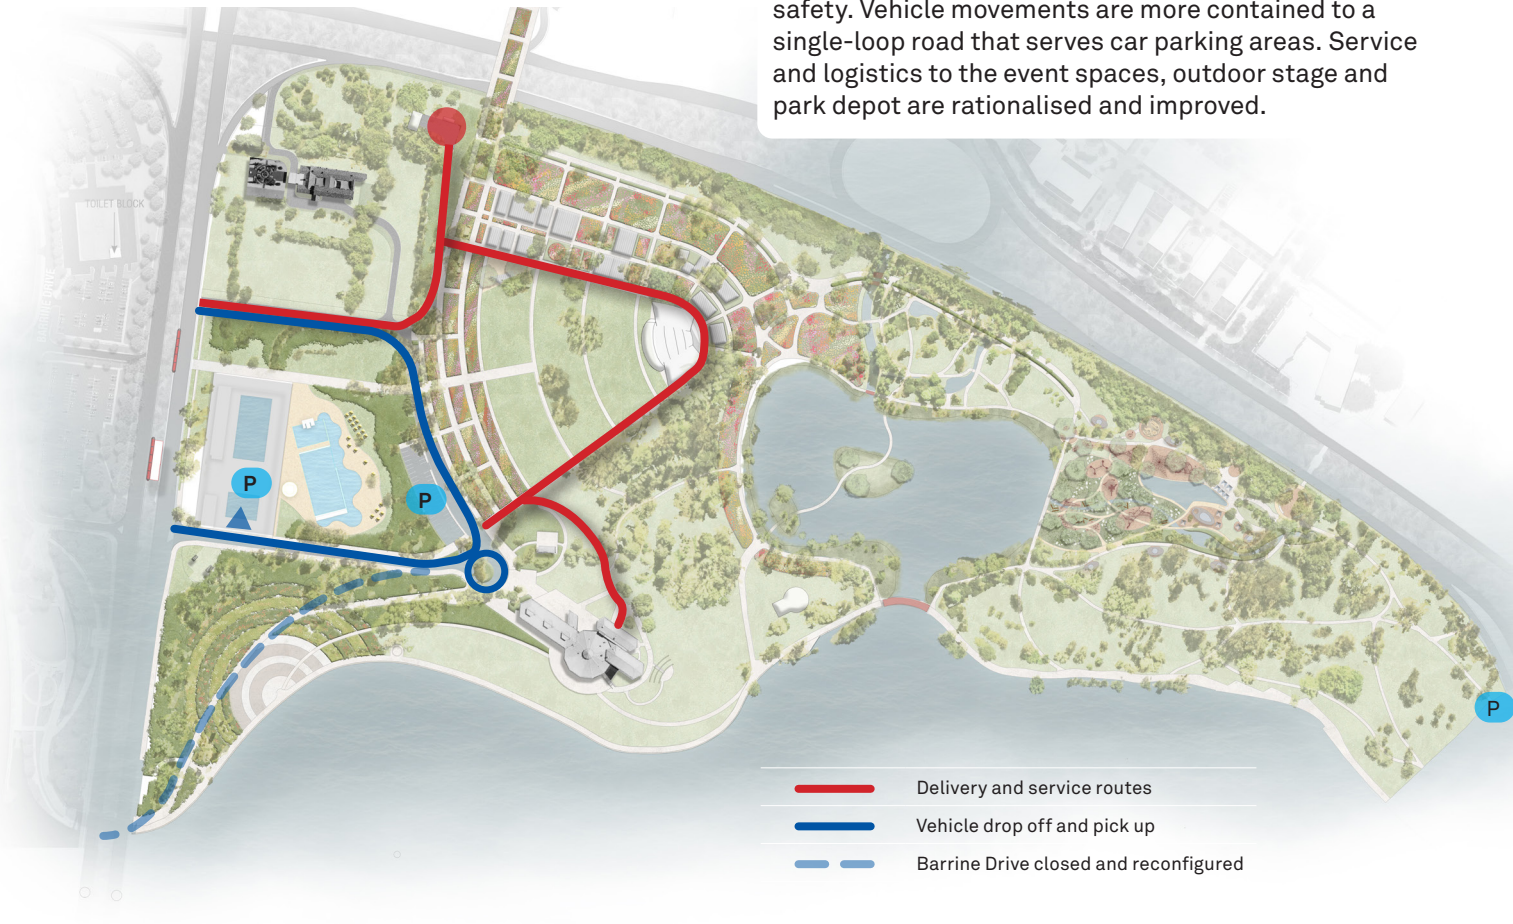 safety. Vehicle movements are more contained to a
single-loop road that serves car parking areas. Service
and logistics to the event spaces, outdoor stage and
park depot are rationalised and improved.
TOILET BLOCK
P
P
P
Delivery and service routes
Vehicle drop off and pick up
Barrine Drive closed and reconfigured